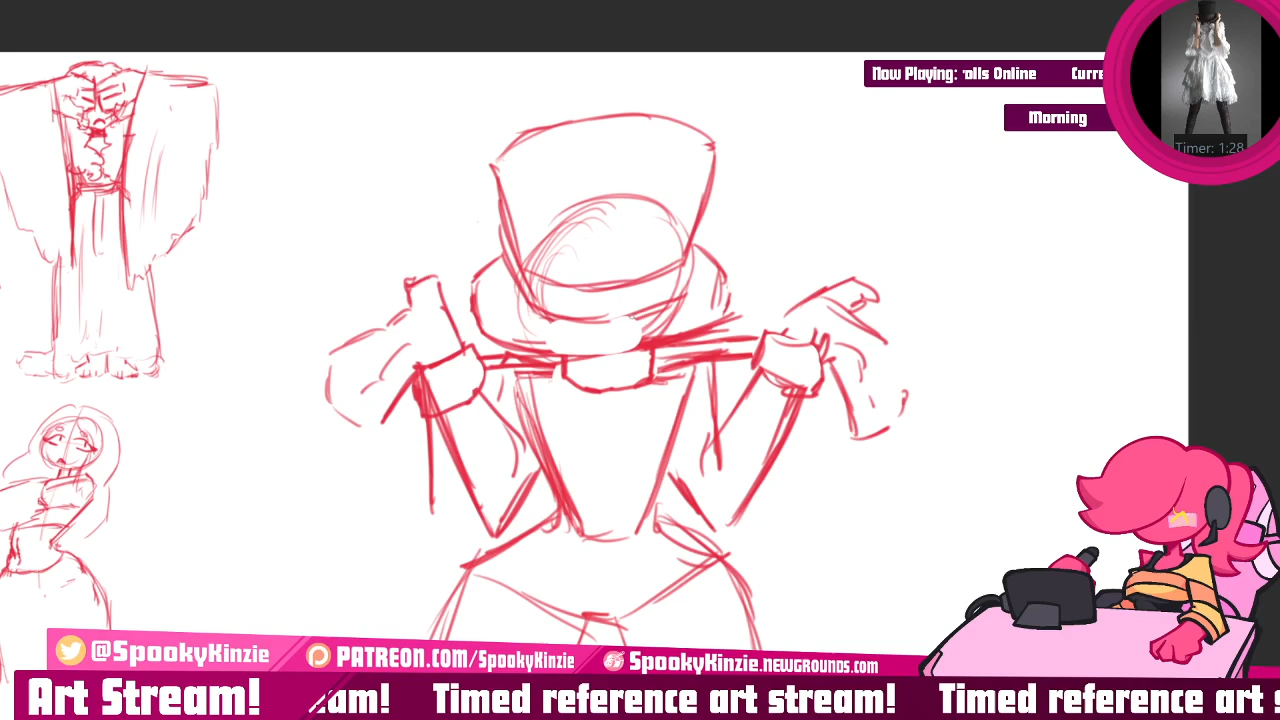 Now Playing: olls Online Curre
Morning
Timer: 1:28
@SpookyKinzie PATREON.COM/SpookyKinzie SpookyKinzie.NEWGROUNDS.com
Art Stream! eam! Timed reference art stream! Timed reference art s